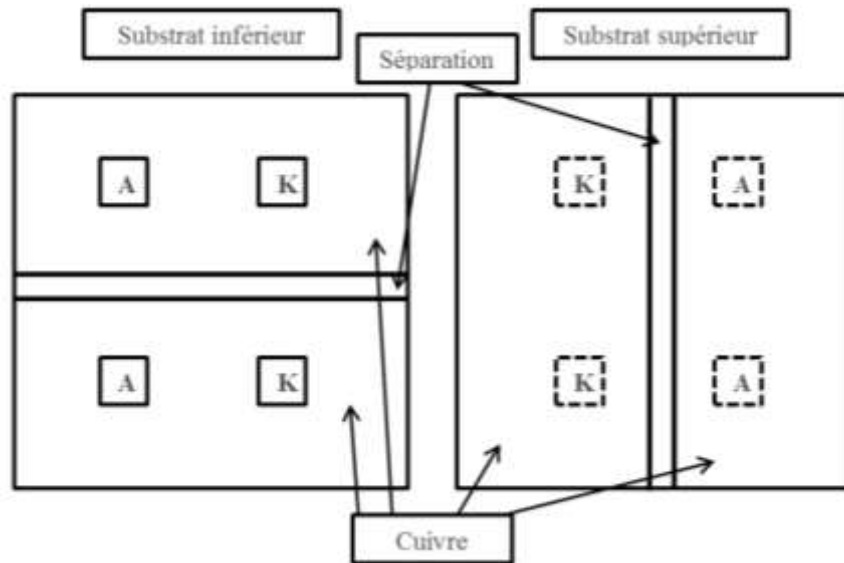 Substrat inférieur
Substrat supérieur
Séparation
A K
K A
A K
K A
Cuivre